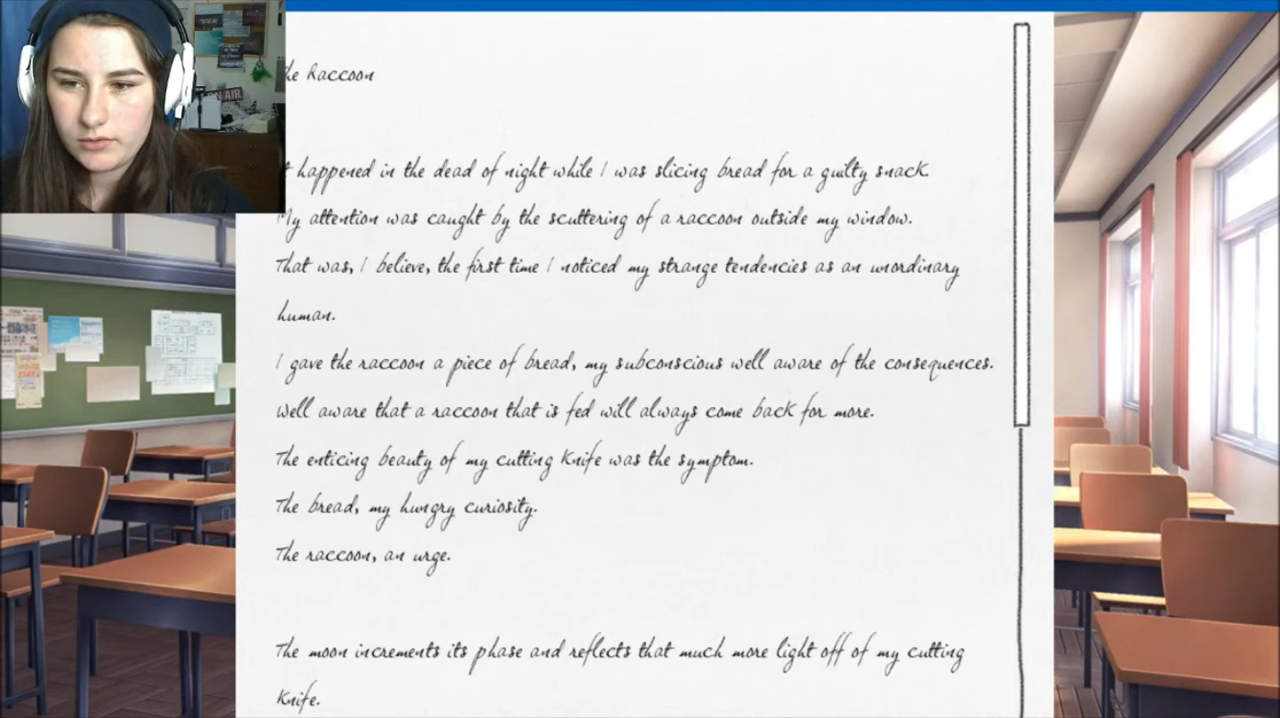 he Raccoon
t happened in the dead of night while I was slicing bread for a guilty snack
My attention was caught by the scuttering of a raccoon outside my window.
That was, I believe, the first time I noticed my strange tendencies as an unordinary
human.
I gave the raccoon a piece of bread, my subconscious well aware of the consequences.
Well aware that a raccoon that is fed will always come back for more.
The enticing beauty of my cutting knife was the symptom.
The bread, my hungry curiosity.
The raccoon, an urge.
The moon increments its phase and reflects that much more light off of my cutting
knife.
ON AIR